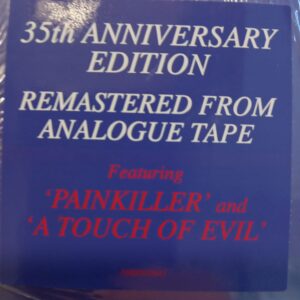 35th ANNIVERSARY
EDITION
REMASTERED FROM
ANALOGUE TAPE
Featuring
‘PAINKILLER’ and
‘A TOUCH OF EVIL’